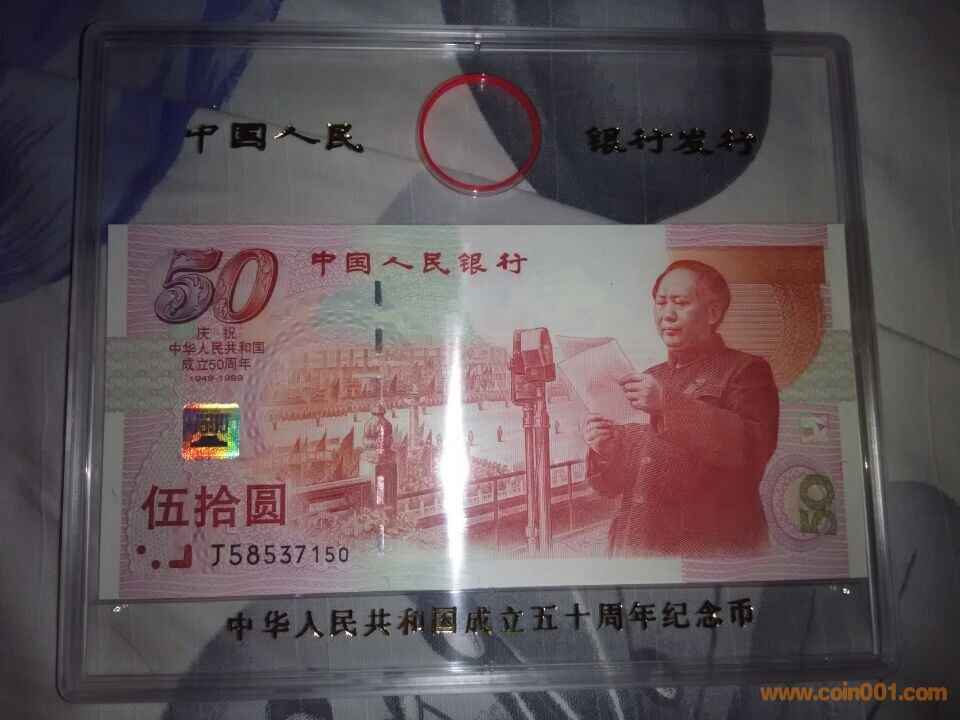 中国人民 银行发行
50
中国人民银行
庆祝
中华人民共和国
成立50周年
1949-1999
伍拾圆
J58537150
50
中华人民共和国成立五十周年纪念币
www.coin001.com